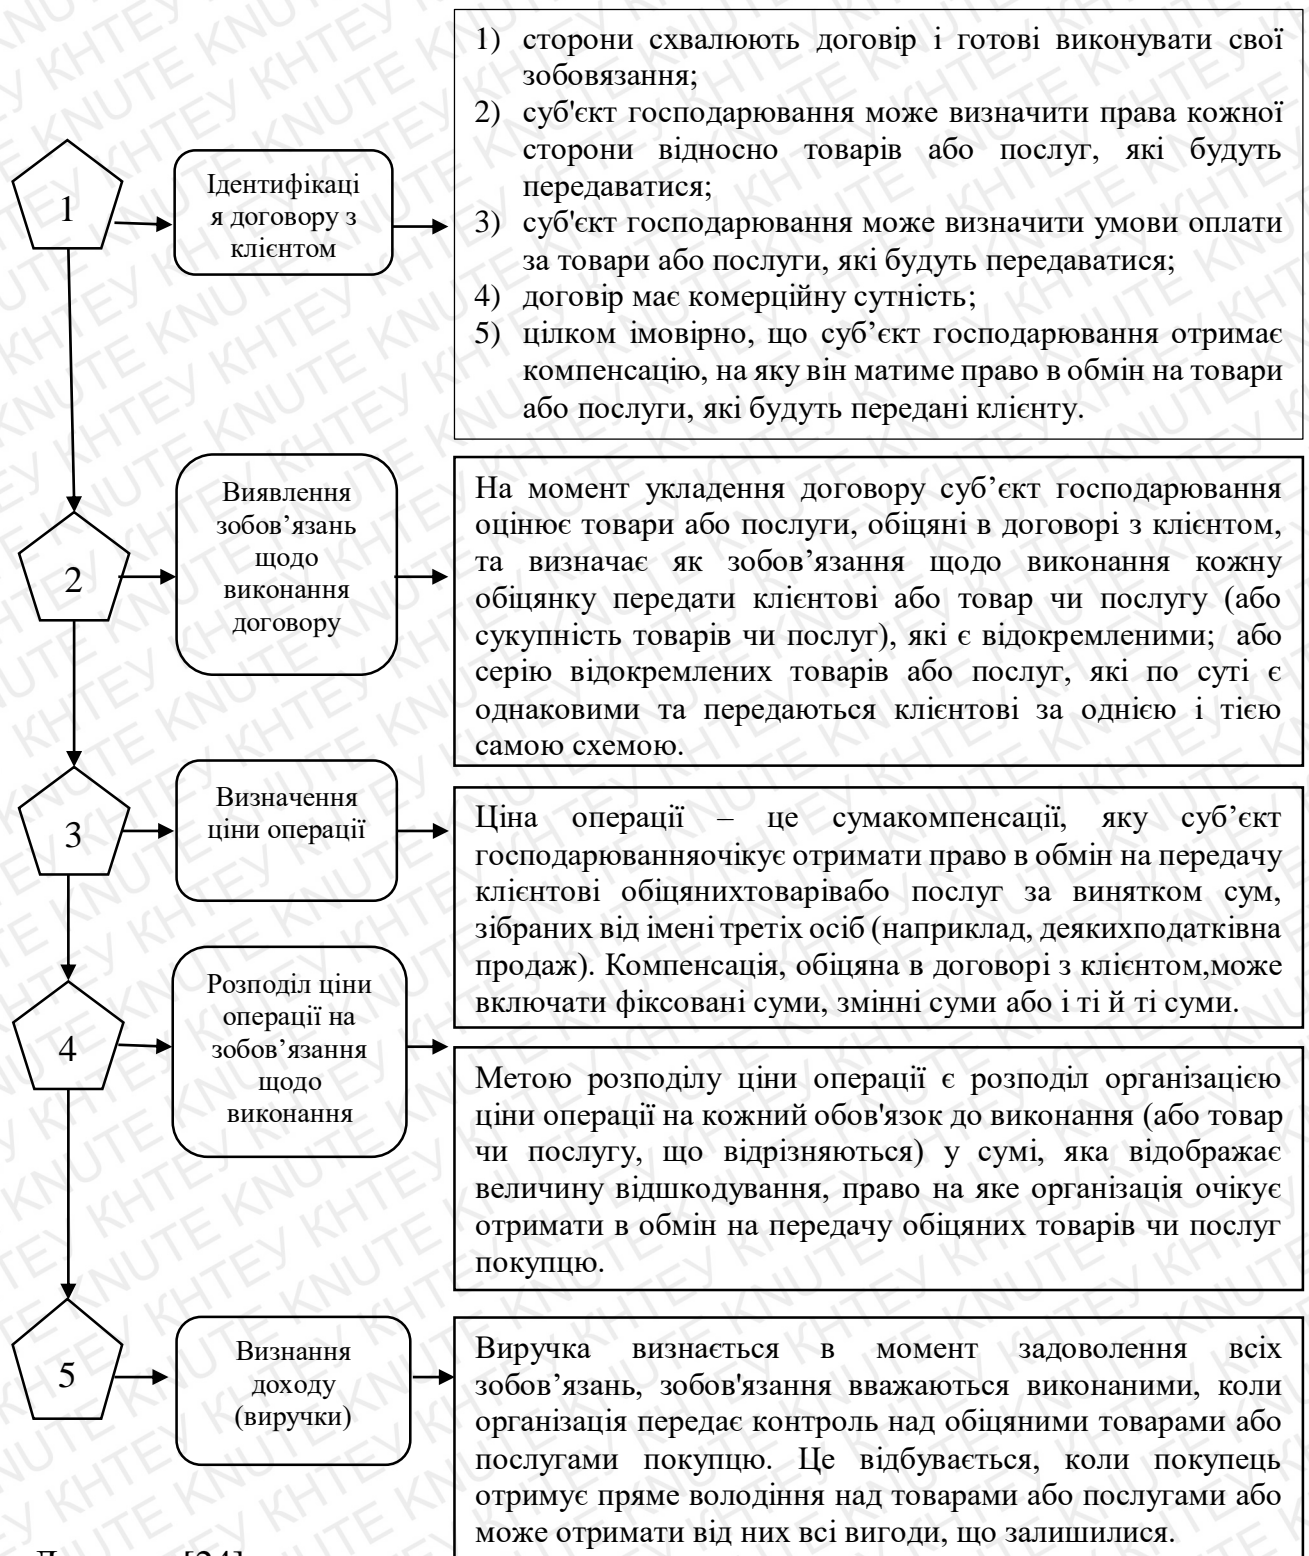 1) сторони схвалюють договір і готові виконувати свої
зобовязання;
2) суб'єкт господарювання може визначити права кожної
сторони відносно товарів або послуг, які будуть
передаватися;
3) суб'єкт господарювання може визначити умови оплати
за товари або послуги, які будуть передаватися;
4) договір має комерційну сутність;
5) цілком імовірно, що суб’єкт господарювання отримає
компенсацію, на яку він матиме право в обмін на товари
або послуги, які будуть передані клієнту.
1
Ідентифікаці
я договору з
клієнтом
2
Виявлення
зобов’язань
щодо
виконання
договору
На момент укладення договору суб’єкт господарювання
оцінює товари або послуги, обіцяні в договорі з клієнтом,
та визначає як зобов’язання щодо виконання кожну
обіцянку передати клієнтові або товар чи послугу (або
сукупність товарів чи послуг), які є відокремленими; або
серію відокремлених товарів або послуг, які по суті є
однаковими та передаються клієнтові за однією і тією
самою схемою.
3
Визначення
ціни операції
Ціна операції – це сумакомпенсації, яку суб’єкт
господарюванняочікує отримати право в обмін на передачу
клієнтові обіцянихтоварівабо послуг за винятком сум,
зібраних від імені третіх осіб (наприклад, деякихподатківна
продаж). Компенсація, обіцяна в договорі з клієнтом,може
включати фіксовані суми, змінні суми або і ті й ті суми.
4
Розподіл ціни
операції на
зобов’язання
щодо
виконання
Метою розподілу ціни операції є розподіл організацією
ціни операції на кожний обов'язок до виконання (або товар
чи послугу, що відрізняються) у сумі, яка відображає
величину відшкодування, право на яке організація очікує
отримати в обмін на передачу обіцяних товарів чи послуг
покупцю.
5
Визнання
доходу
(виручки)
Виручка визнається в момент задоволення всіх
зобов’язань, зобов'язання вважаються виконаними, коли
організація передає контроль над обіцяними товарами або
послугами покупцю. Це відбувається, коли покупець
отримує пряме володіння над товарами або послугами або
може отримати від них всі вигоди, що залишилися.